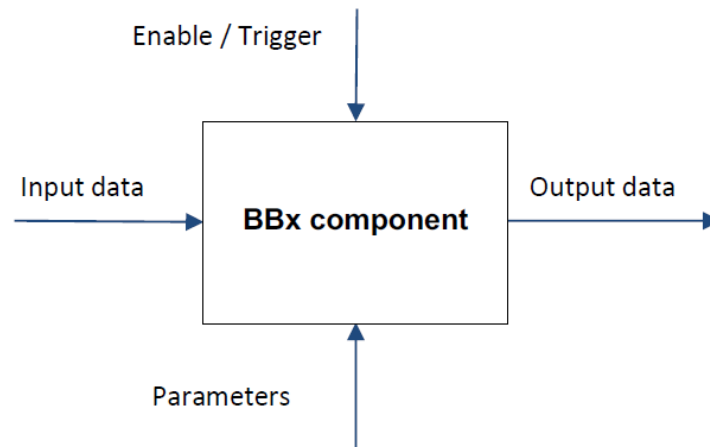 Enable / Trigger
Input data
BBx component
Output data
Parameters